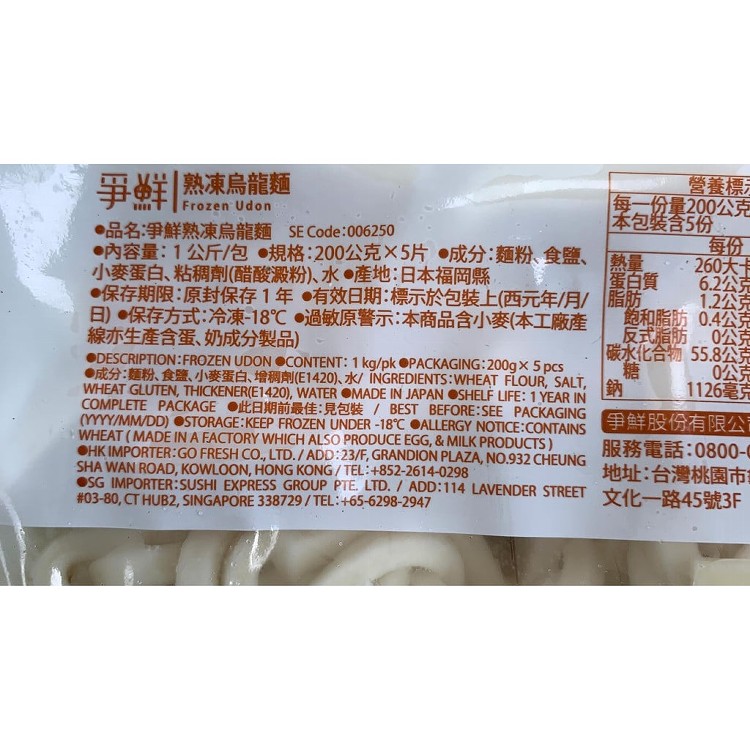 爭鮮 熟凍烏龍麵
Frozen Udon
●品名:爭鮮熟凍烏龍麵 SE Code:006250
●內容量:1公斤/包 ●規格:200公克×5片 ●成分:麵粉、食鹽、
小麥蛋白、粘稠劑(醋酸澱粉)、水 ●產地:日本福岡縣
●保存期限:原封保存1年 ●有效日期:標示於包裝上(西元年/月/
日) ●保存方式:冷凍-18℃ ●過敏原警示:本商品含小麥(本工廠產
線亦生產含蛋、奶成分製品)
●DESCRIPTION:FROZEN UDON ●CONTENT: 1 kg/pk ●PACKAGING:200g× 5 pcs
●成分:麵粉、食鹽、小麥蛋白、增稠劑(E1420)、水/ INGREDIENTS:WHEAT FLOUR, SALT,
WHEAT GLUTEN, THICKENER(E1420), WATER ●MADE IN JAPAN ●SHELF LIFE: 1 YEAR IN
COMPLETE PACKAGE ●此日期前最佳:見包裝 / BEST BEFORE:SEE PACKAGING
(YYYY/MM/DD) ●STORAGE:KEEP FROZEN UNDER -18℃ ●ALLERGY NOTICE:CONTAINS
WHEAT ( MADE IN A FACTORY WHICH ALSO PRODUCE EGG, & MILK PRODUCTS )
●HK IMPORTER:GO FRESH CO., LTD. / ADD:23/F, GRANDION PLAZA, NO.932 CHEUNG
SHA WAN ROAD, KOWLOON, HONG KONG / TEL:+852-2614-0298
●SG IMPORTER:SUSHI EXPRESS GROUP PTE. LTD. / ADD:114 LAVENDER STREET
#03-80, CT HUB2, SINGAPORE 338729 / TEL:+65-6298-2947
營養標
每一份量200公克
本包裝含5份
每份
熱量 260大
蛋白質 6.2公克
脂肪 1.2公克
飽和脂肪 0.4公克
反式脂肪 0公克
碳水化合物 55.8公克
糖 0公克
鈉 1126毫
爭鮮股份有限公
服務電話:0800-
地址:台灣桃園市
文化一路45號3F